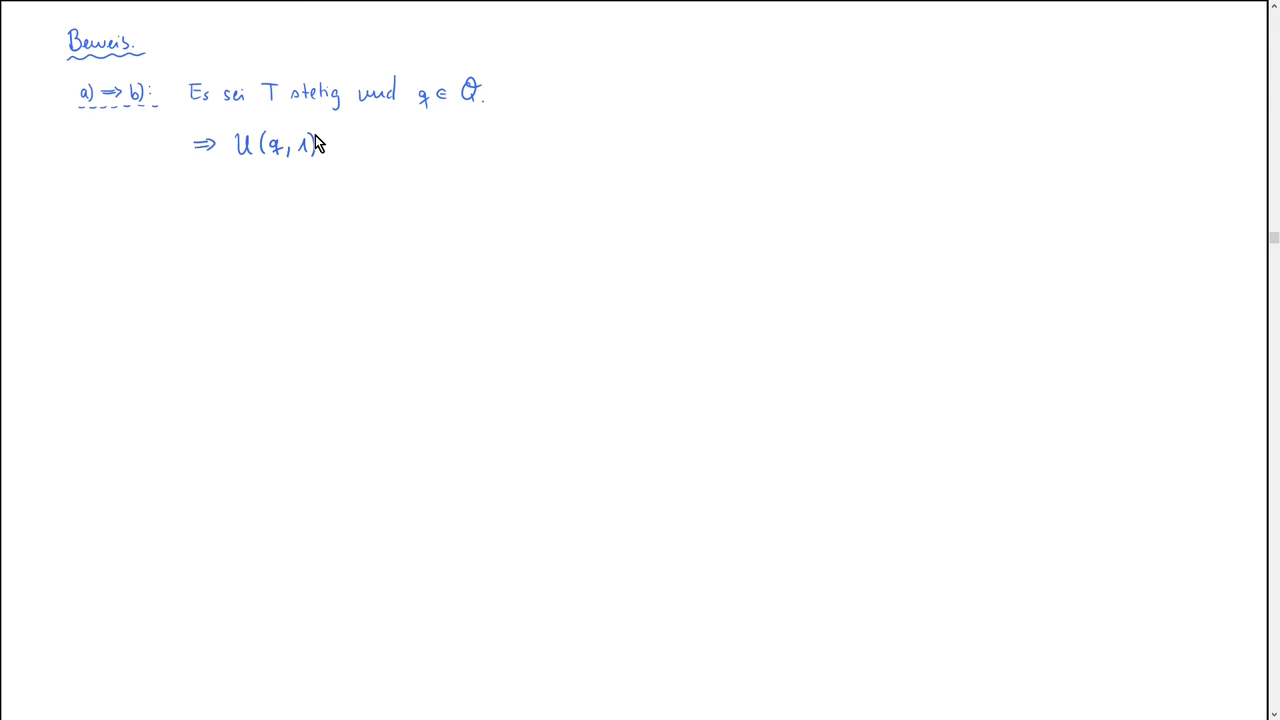 Beweis.
a) ⇒ b): Es sei T stetig und q ∈ Q.
⇒ U(q, 1)